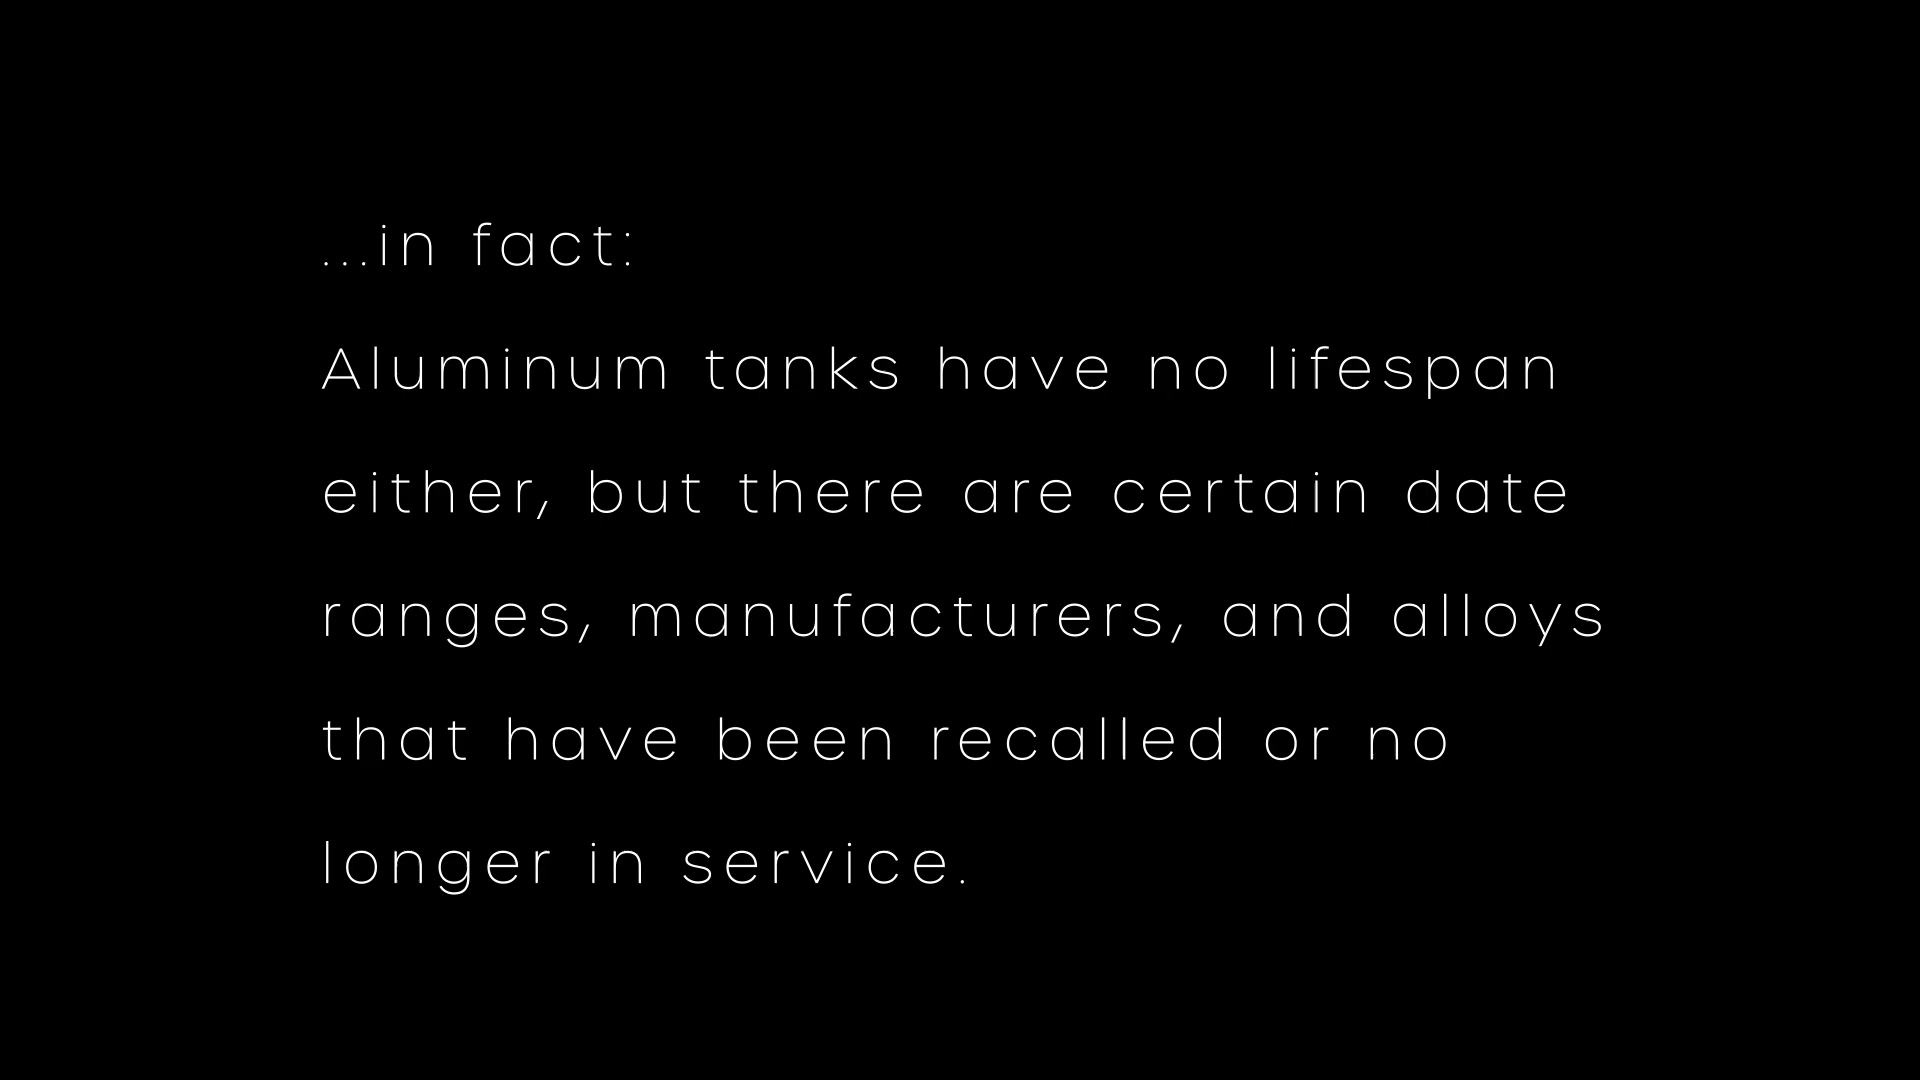 ...in fact:
Aluminum tanks have no lifespan
either, but there are certain date
ranges, manufacturers, and alloys
that have been recalled or no
longer in service.